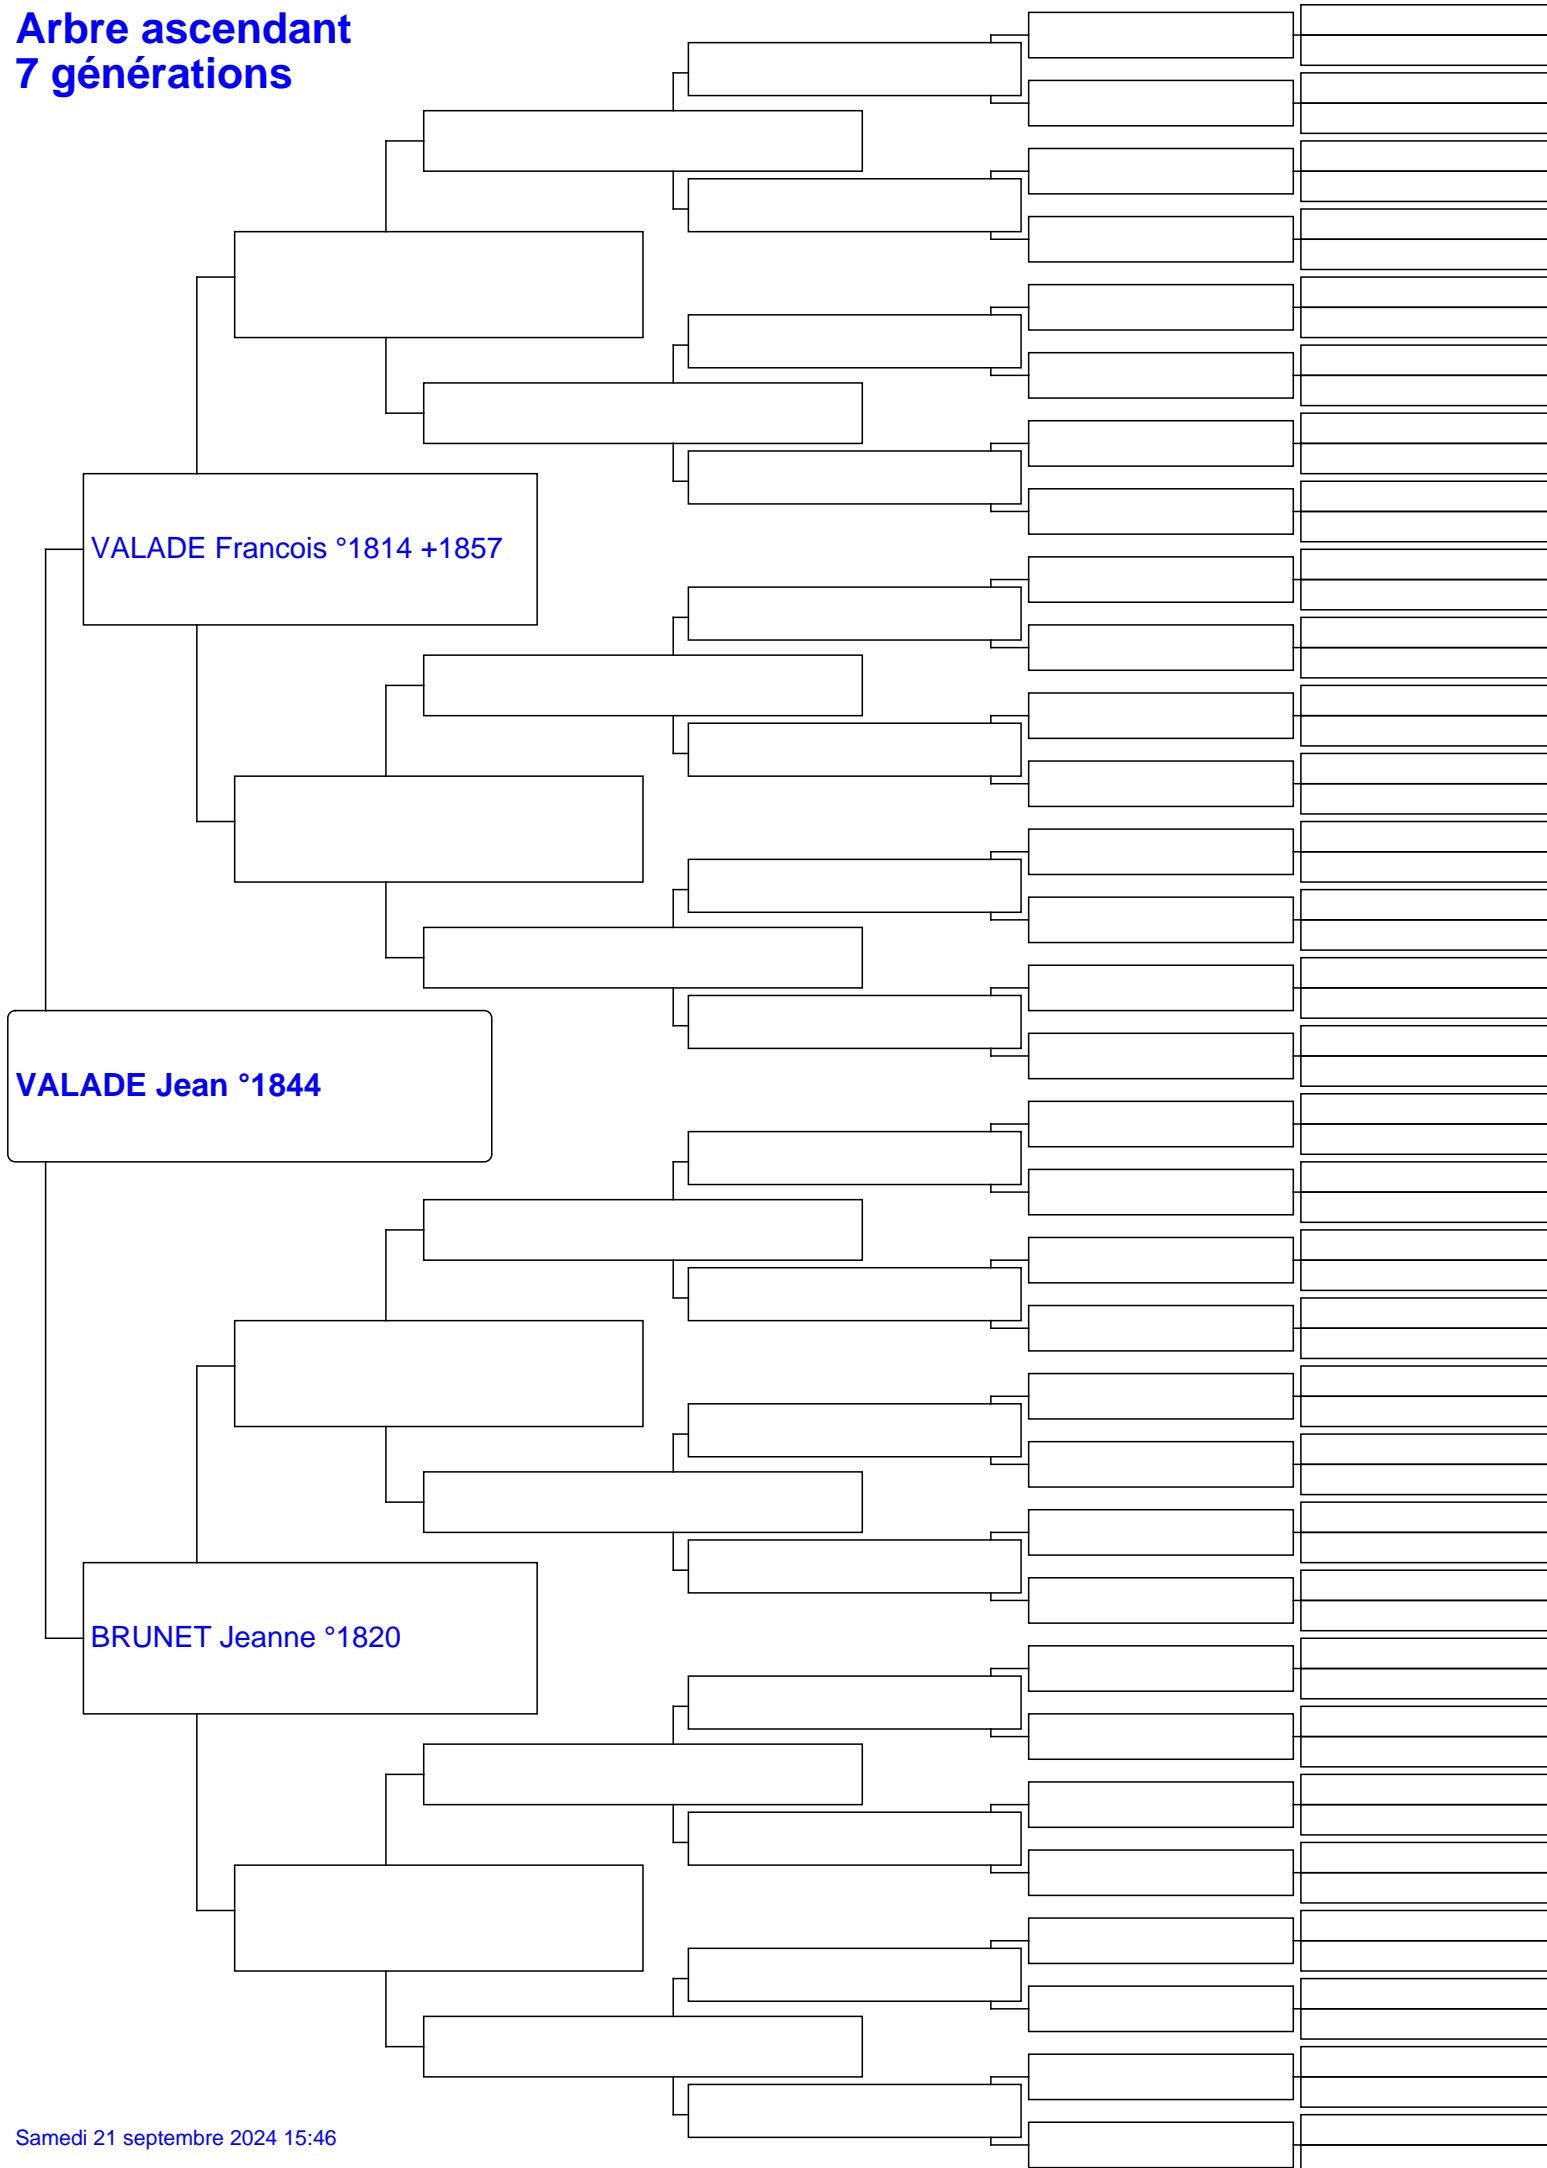 Arbre ascendant
7 générations
VALADE Francois °1814 +1857
VALADE Jean °1844
BRUNET Jeanne °1820
Samedi 21 septembre 2024 15:46